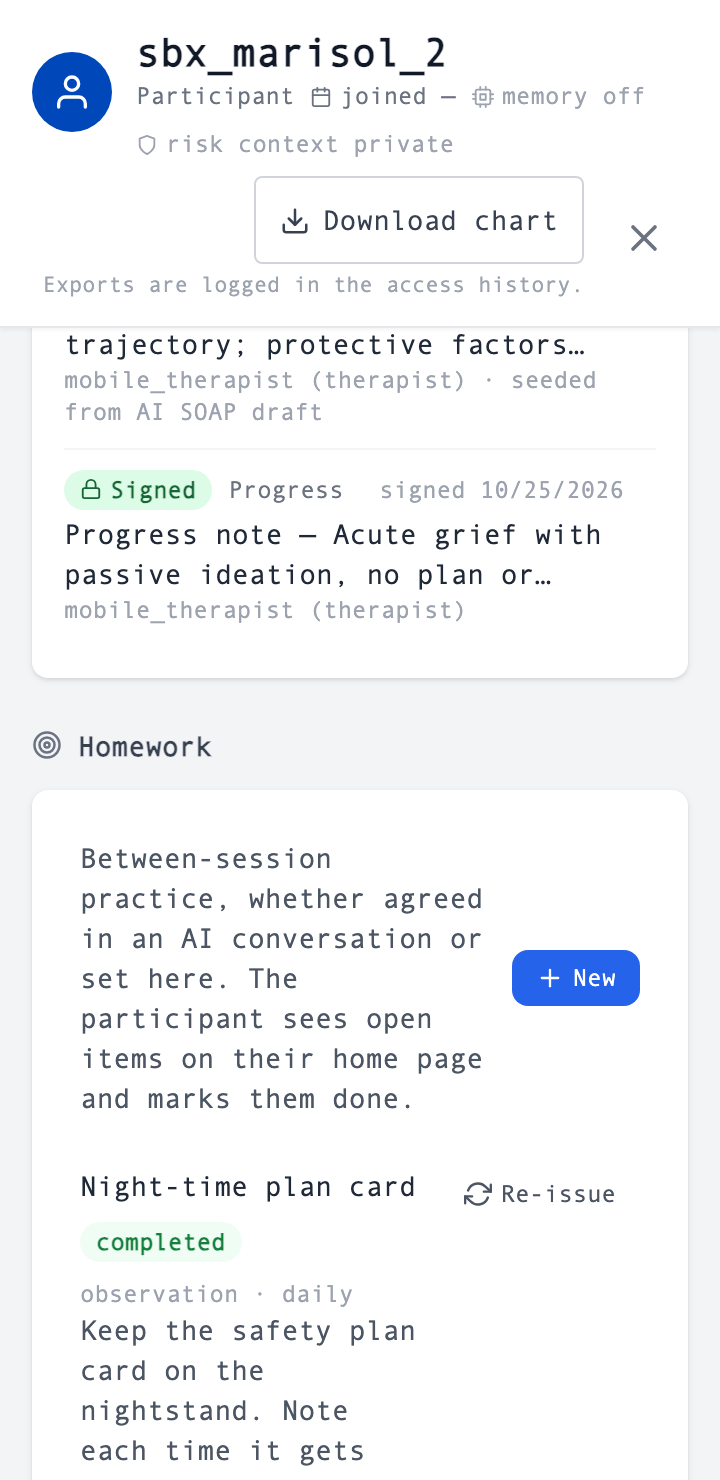 sbx_marisol_2
Participant joined — memory off
risk context private
Download chart
Exports are logged in the access history.
trajectory; protective factors…
mobile_therapist (therapist) · seeded
from AI SOAP draft
Signed Progress signed 10/25/2026
Progress note — Acute grief with
passive ideation, no plan or…
mobile_therapist (therapist)
Homework
Between-session
practice, whether agreed
in an AI conversation or
set here. The
participant sees open
items on their home page
and marks them done.
New
Night-time plan card
Re-issue
completed
observation · daily
Keep the safety plan
card on the
nightstand. Note
each time it gets